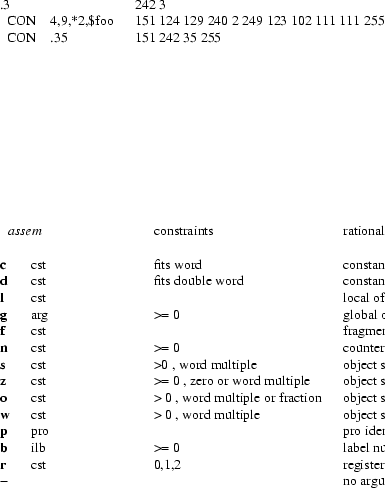 .3 242 3
CON 4,9,*2,$foo 151 124 129 240 2 249 123 102 111 111 255
CON .35 151 242 35 255
assem constraints rational
c cst fits word constan
d cst fits double word constan
l cst local of
g arg >= 0 global o
f cst fragmen
n cst >= 0 counter
s cst >0 , word multiple object s
z cst >= 0 , zero or word multiple object s
o cst > 0 , word multiple or fraction object s
w cst > 0 , word multiple object s
p pro pro iden
b ilb >= 0 label nu
r cst 0,1,2 register
− no argu